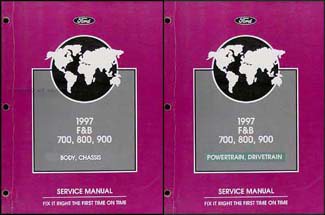 Ford
1997
F&B
700, 800, 900
BODY, CHASSIS
SERVICE MANUAL
FIX IT RIGHT THE FIRST TIME ON TIME
Ford
1997
F&B
700, 800, 900
POWERTRAIN, DRIVETRAIN
SERVICE MANUAL
FIX IT RIGHT THE FIRST TIME ON TIME